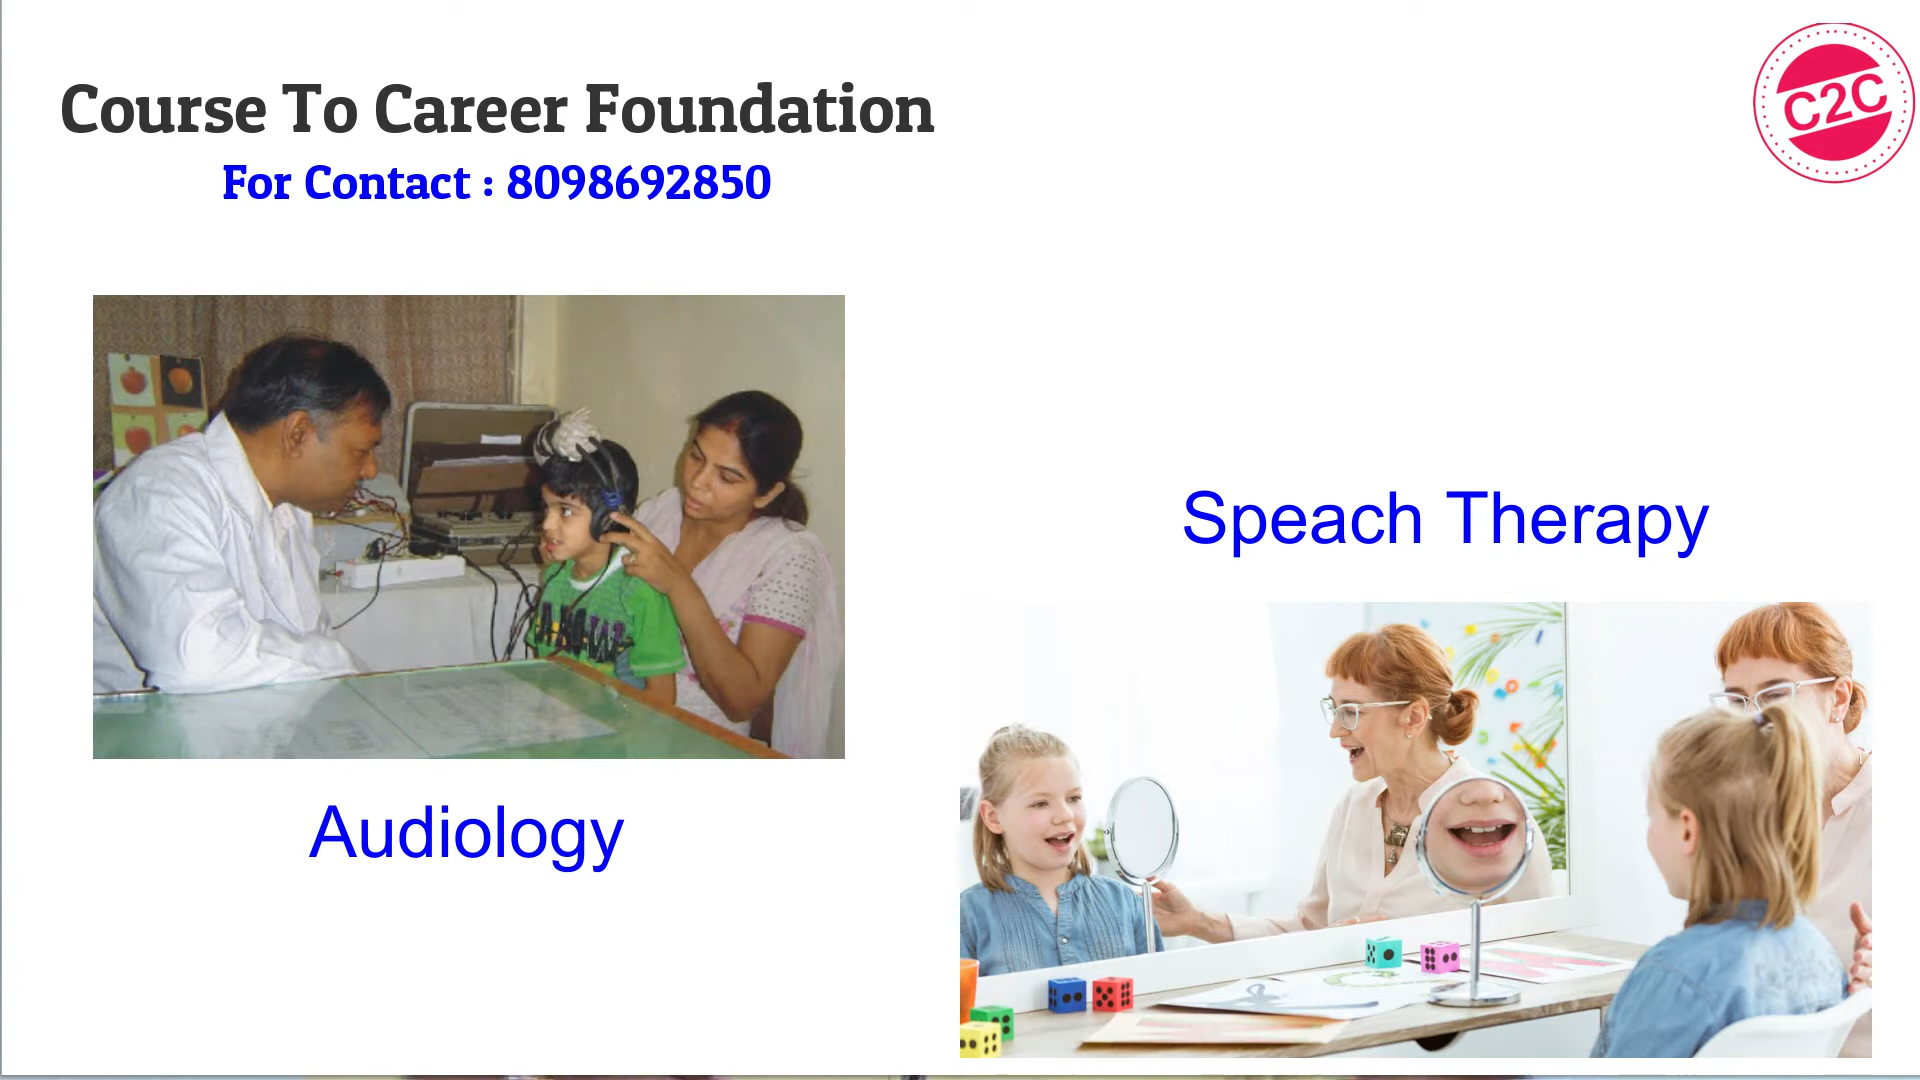 Course To Career Foundation
For Contact : 8098692850
C2C
Audiology
Speach Therapy